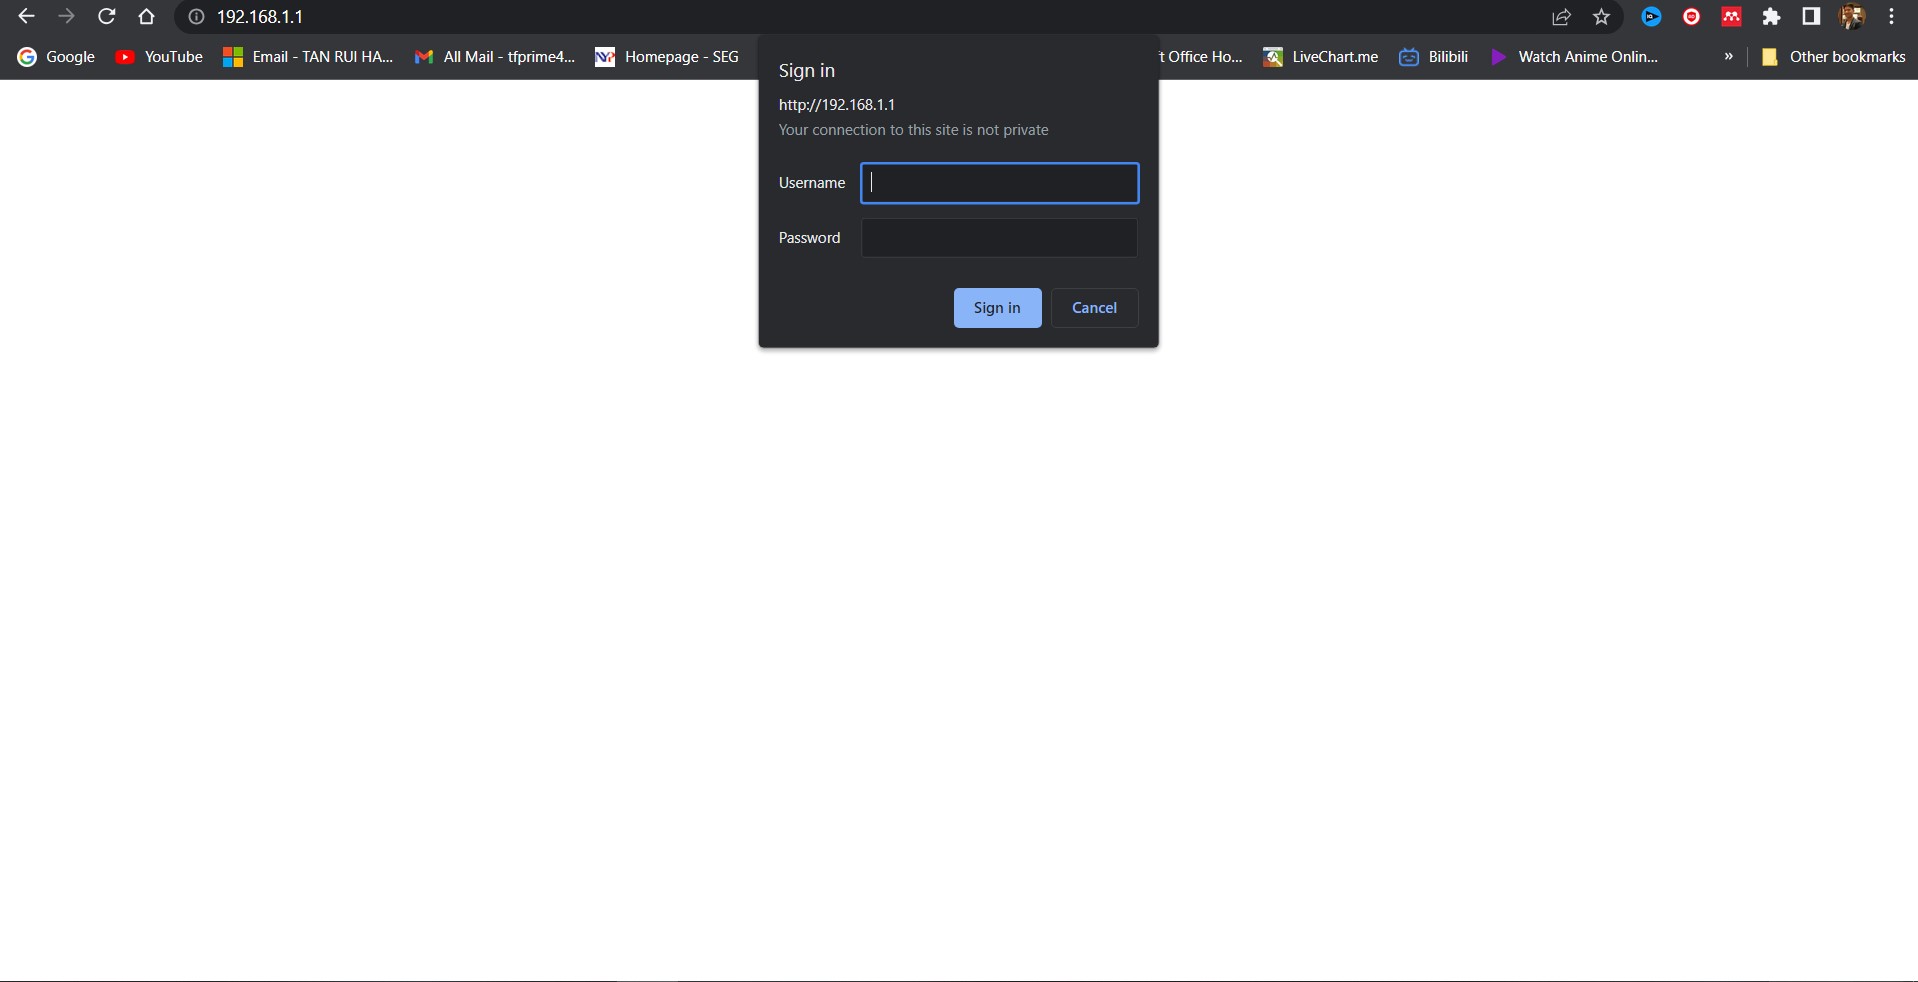 192.168.1.1
Google YouTube Email - TAN RUI HA... All Mail - tfprime4... Homepage - SEG t Office Ho... LiveChart.me Bilibili Watch Anime Onlin... » Other bookmarks
Sign in
http://192.168.1.1
Your connection to this site is not private
Username
Password
Sign in Cancel